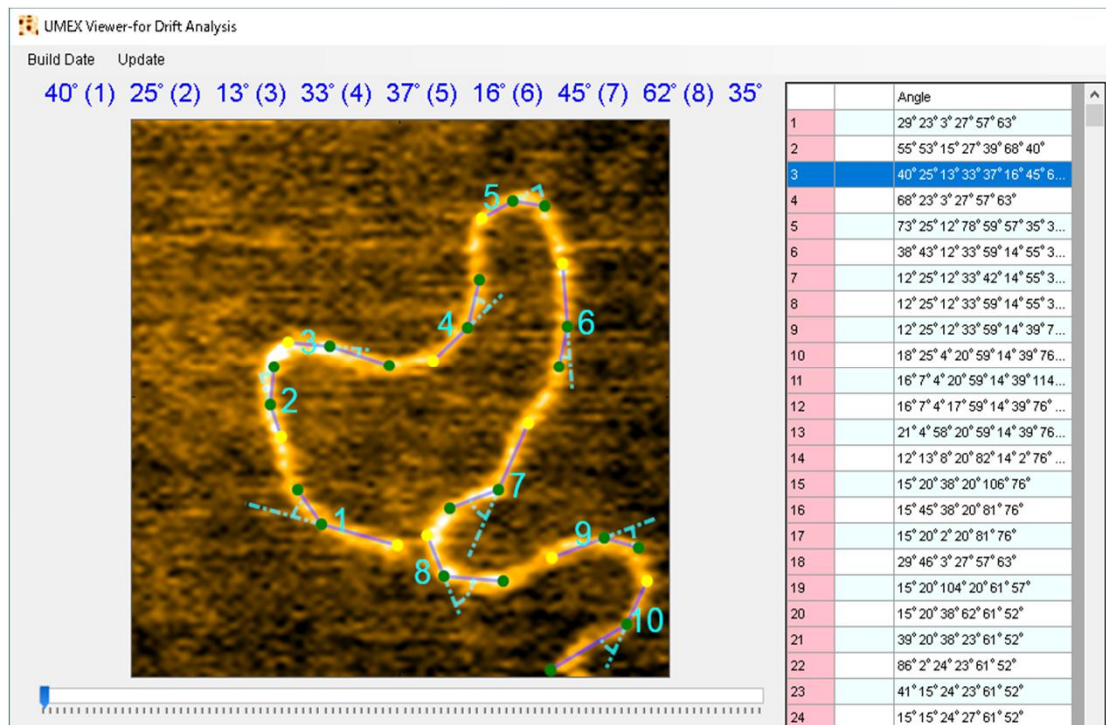 UMEX Viewer-for Drift Analysis
Build Date Update
40° (1) 25° (2) 13° (3) 33° (4) 37° (5) 16° (6) 45° (7) 62° (8) 35°
Angle
1 29° 23° 3° 27° 57° 63°
2 55° 53° 15° 27° 39° 68° 40°
3 40° 25° 13° 33° 37° 16° 45° 6...
4 68° 23° 3° 27° 57° 63°
5 73° 25° 12° 78° 59° 57° 35° 3...
6 38° 43° 12° 33° 59° 14° 55° 3...
7 12° 25° 12° 33° 42° 14° 55° 3...
8 12° 25° 12° 33° 59° 14° 55° 3...
9 12° 25° 12° 33° 59° 14° 39° 7...
10 18° 25° 4° 20° 59° 14° 39° 76...
11 16° 7° 4° 20° 59° 14° 39° 114...
12 16° 7° 4° 17° 59° 14° 39° 76° ...
13 21° 4° 58° 20° 59° 14° 39° 76...
14 12° 13° 8° 20° 82° 14° 2° 76° ...
15 15° 20° 38° 20° 106° 76°
16 15° 45° 38° 20° 81° 76°
17 15° 20° 2° 20° 81° 76°
18 29° 46° 3° 27° 57° 63°
19 15° 20° 104° 20° 61° 57°
20 15° 20° 38° 62° 61° 52°
21 39° 20° 38° 23° 61° 52°
22 86° 2° 24° 23° 61° 52°
23 41° 15° 24° 23° 61° 52°
24 15° 15° 24° 27° 61° 52°
5
4
6
3
2
7
1
9
8
10